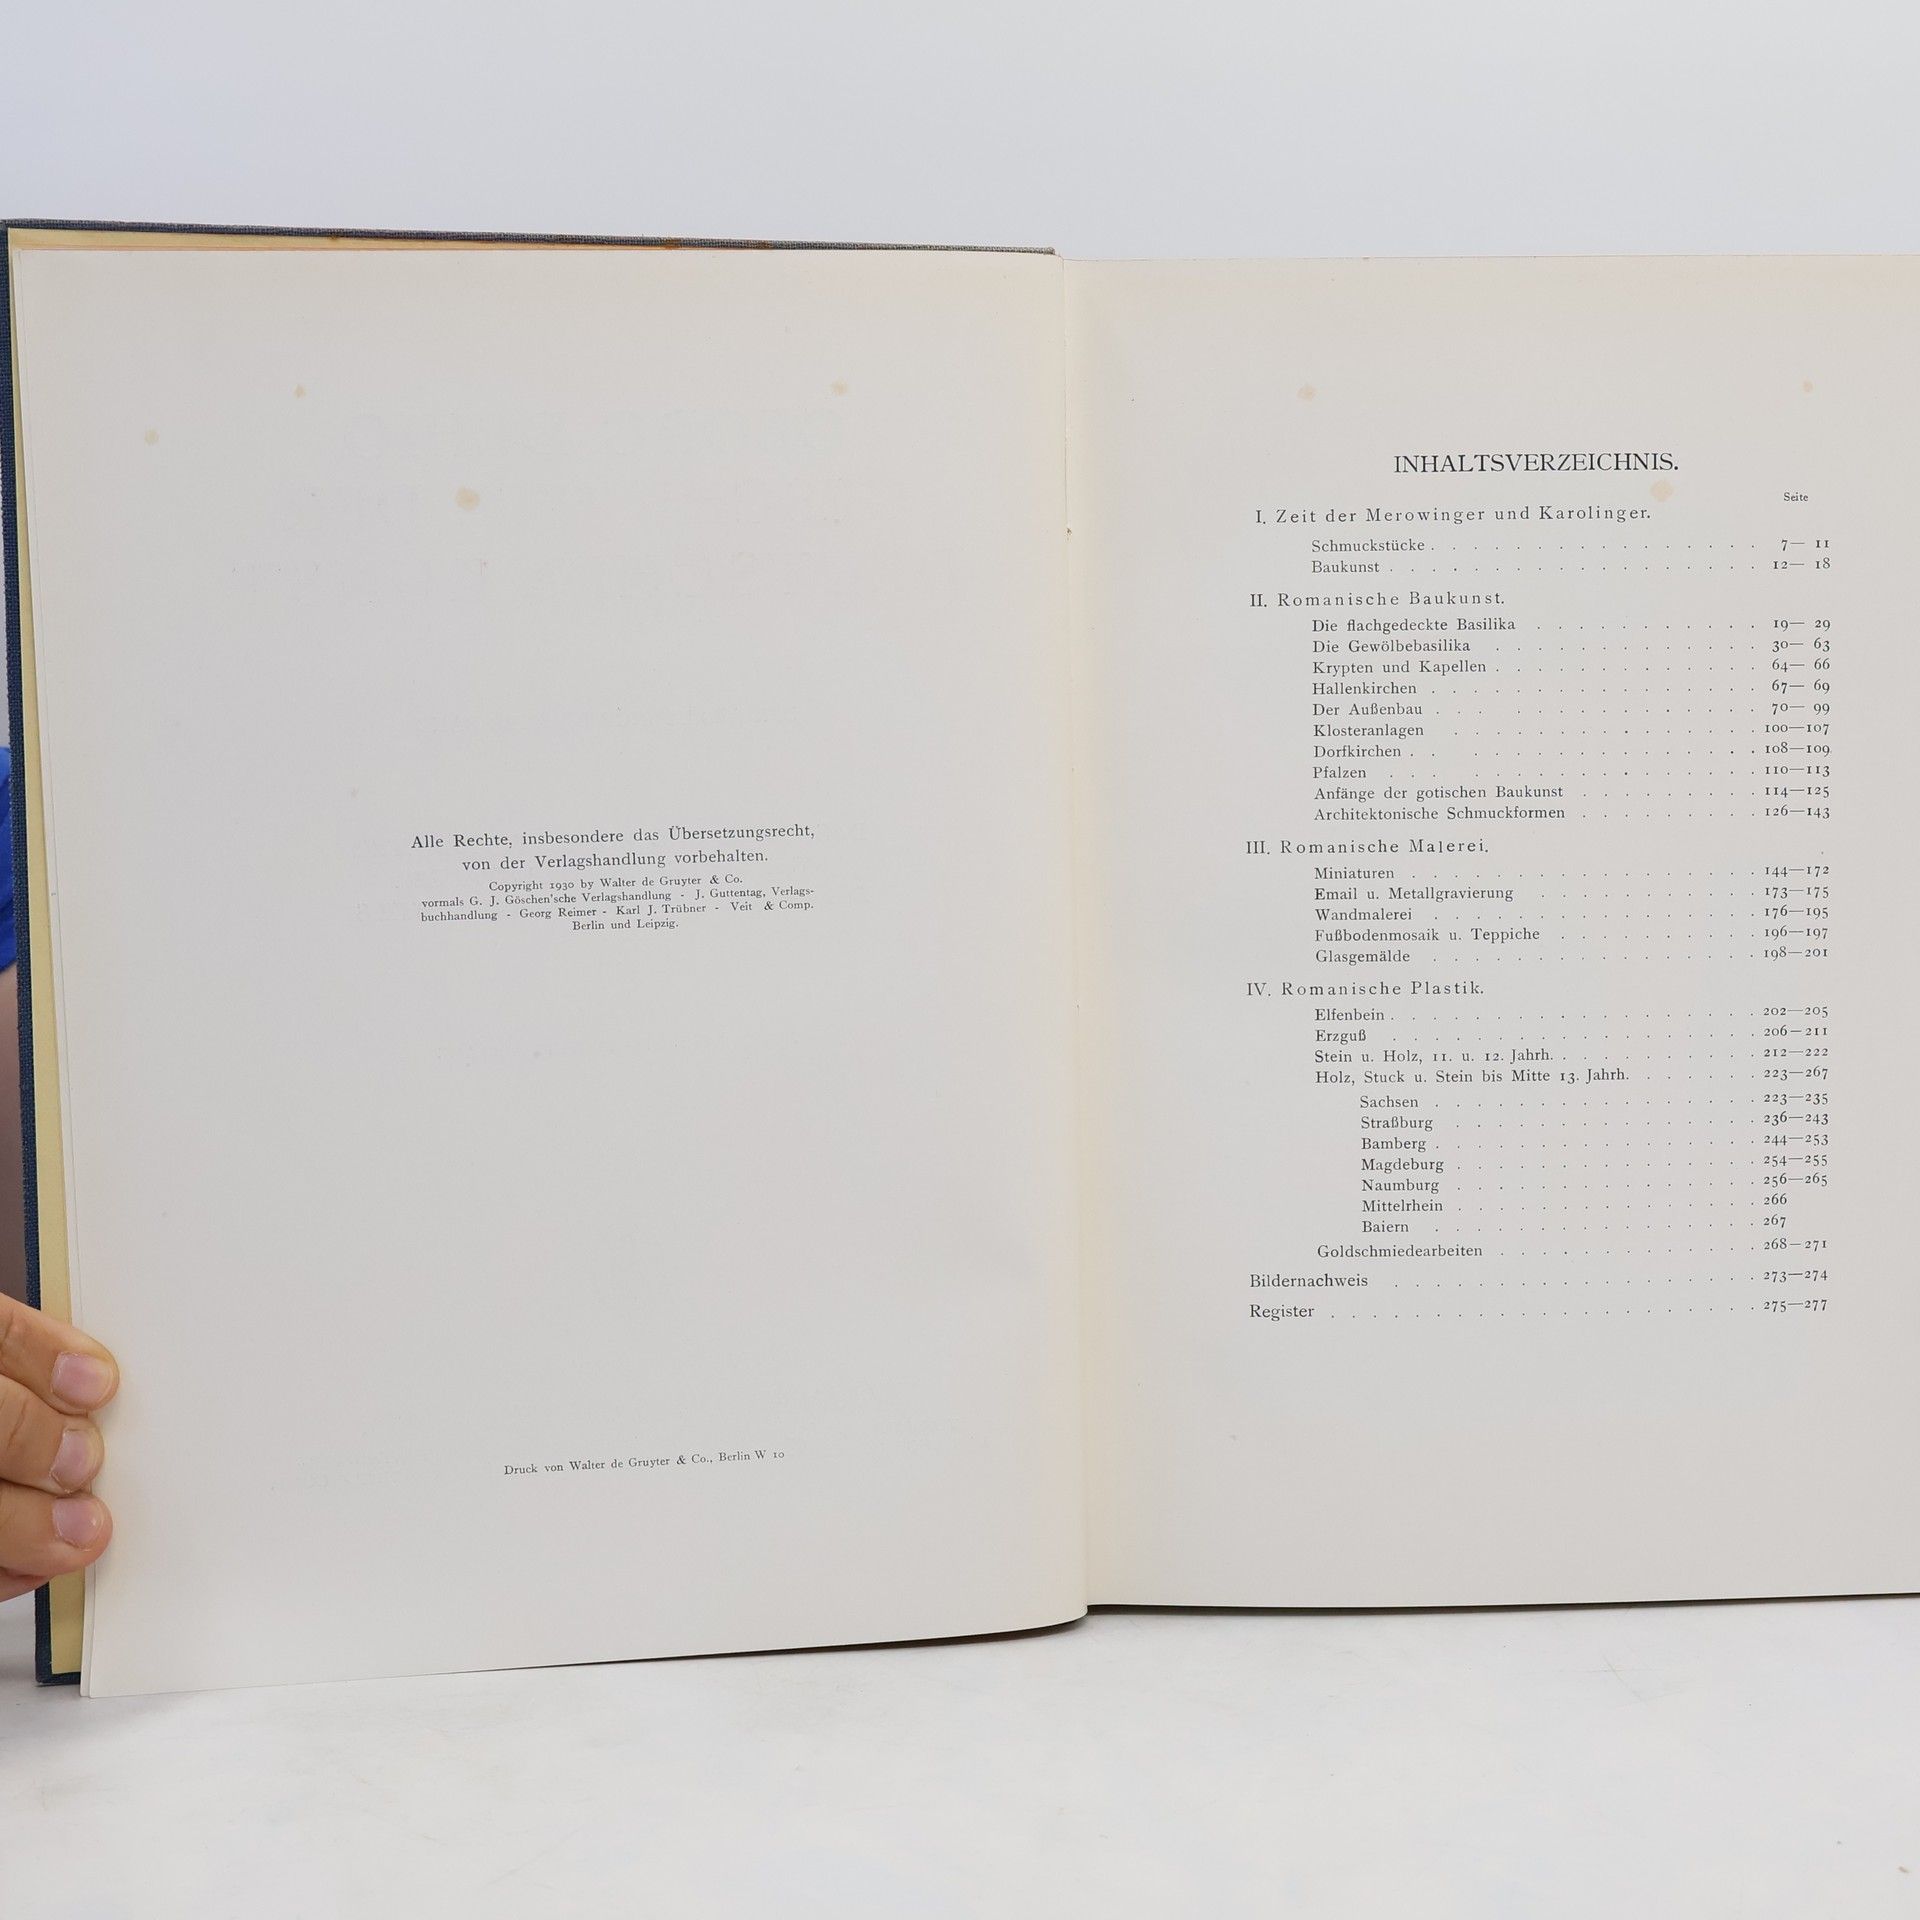 Alle Rechte, insbesondere das Übersetzungsrecht,
von der Verlagshandlung vorbehalten.
Copyright 1930 by Walter de Gruyter & Co.
vormals G. J. Göschen'sche Verlagshandlung - J. Guttentag, Verlags-
buchhandlung - Georg Reimer - Karl J. Trübner - Veit & Comp.
Berlin und Leipzig.
Druck von Walter de Gruyter & Co., Berlin W 10
INHALTSVERZEICHNIS.
Seite
I. Zeit der Merowinger und Karolinger.
Schmuckstücke . . . . . . . . . . . . . . . . 7— 11
Baukunst . . . . . . . . . . . . . . . . . . 12— 18
II. Romanische Baukunst.
Die flachgedeckte Basilika . . . . . . . . . . . 19— 29
Die Gewölbebasilika . . . . . . . . . . . . . 30— 63
Krypten und Kapellen . . . . . . . . . . . . . 64— 66
Hallenkirchen . . . . . . . . . . . . . . . . 67— 69
Der Außenbau . . . . . . . . . . . . . . . 70— 99
Klosteranlagen . . . . . . . . . . . . . . . 100—107
Dorfkirchen . . . . . . . . . . . . . . . . 108—109
Pfalzen . . . . . . . . . . . . . . . . . 110—113
Anfänge der gotischen Baukunst . . . . . . . . . 114—125
Architektonische Schmuckformen . . . . . . . . . 126—143
III. Romanische Malerei.
Miniaturen . . . . . . . . . . . . . . . . . 144—172
Email u. Metallgravierung . . . . . . . . . . . 173—175
Wandmalerei . . . . . . . . . . . . . . . . 176—195
Fußbodenmosaik u. Teppiche . . . . . . . . . . 196—197
Glasgemälde . . . . . . . . . . . . . . . . 198—201
IV. Romanische Plastik.
Elfenbein . . . . . . . . . . . . . . . . . . 202—205
Erzguß . . . . . . . . . . . . . . . . . . 206—211
Stein u. Holz, 11. u. 12. Jahrh. . . . . . . . . . . 212—222
Holz, Stuck u. Stein bis Mitte 13. Jahrh. . . . . . . 223—267
Sachsen . . . . . . . . . . . . . . . . 223—235
Straßburg . . . . . . . . . . . . . . . 236—243
Bamberg . . . . . . . . . . . . . . . . 244—253
Magdeburg . . . . . . . . . . . . . . . 254—255
Naumburg . . . . . . . . . . . . . . . 256—265
Mittelrhein . . . . . . . . . . . . . . . 266
Baiern . . . . . . . . . . . . . . . . 267
Goldschmiedearbeiten . . . . . . . . . . . . . 268—271
Bildernachweis . . . . . . . . . . . . . . . . . . 273—274
Register . . . . . . . . . . . . . . . . . . . . . 275—277